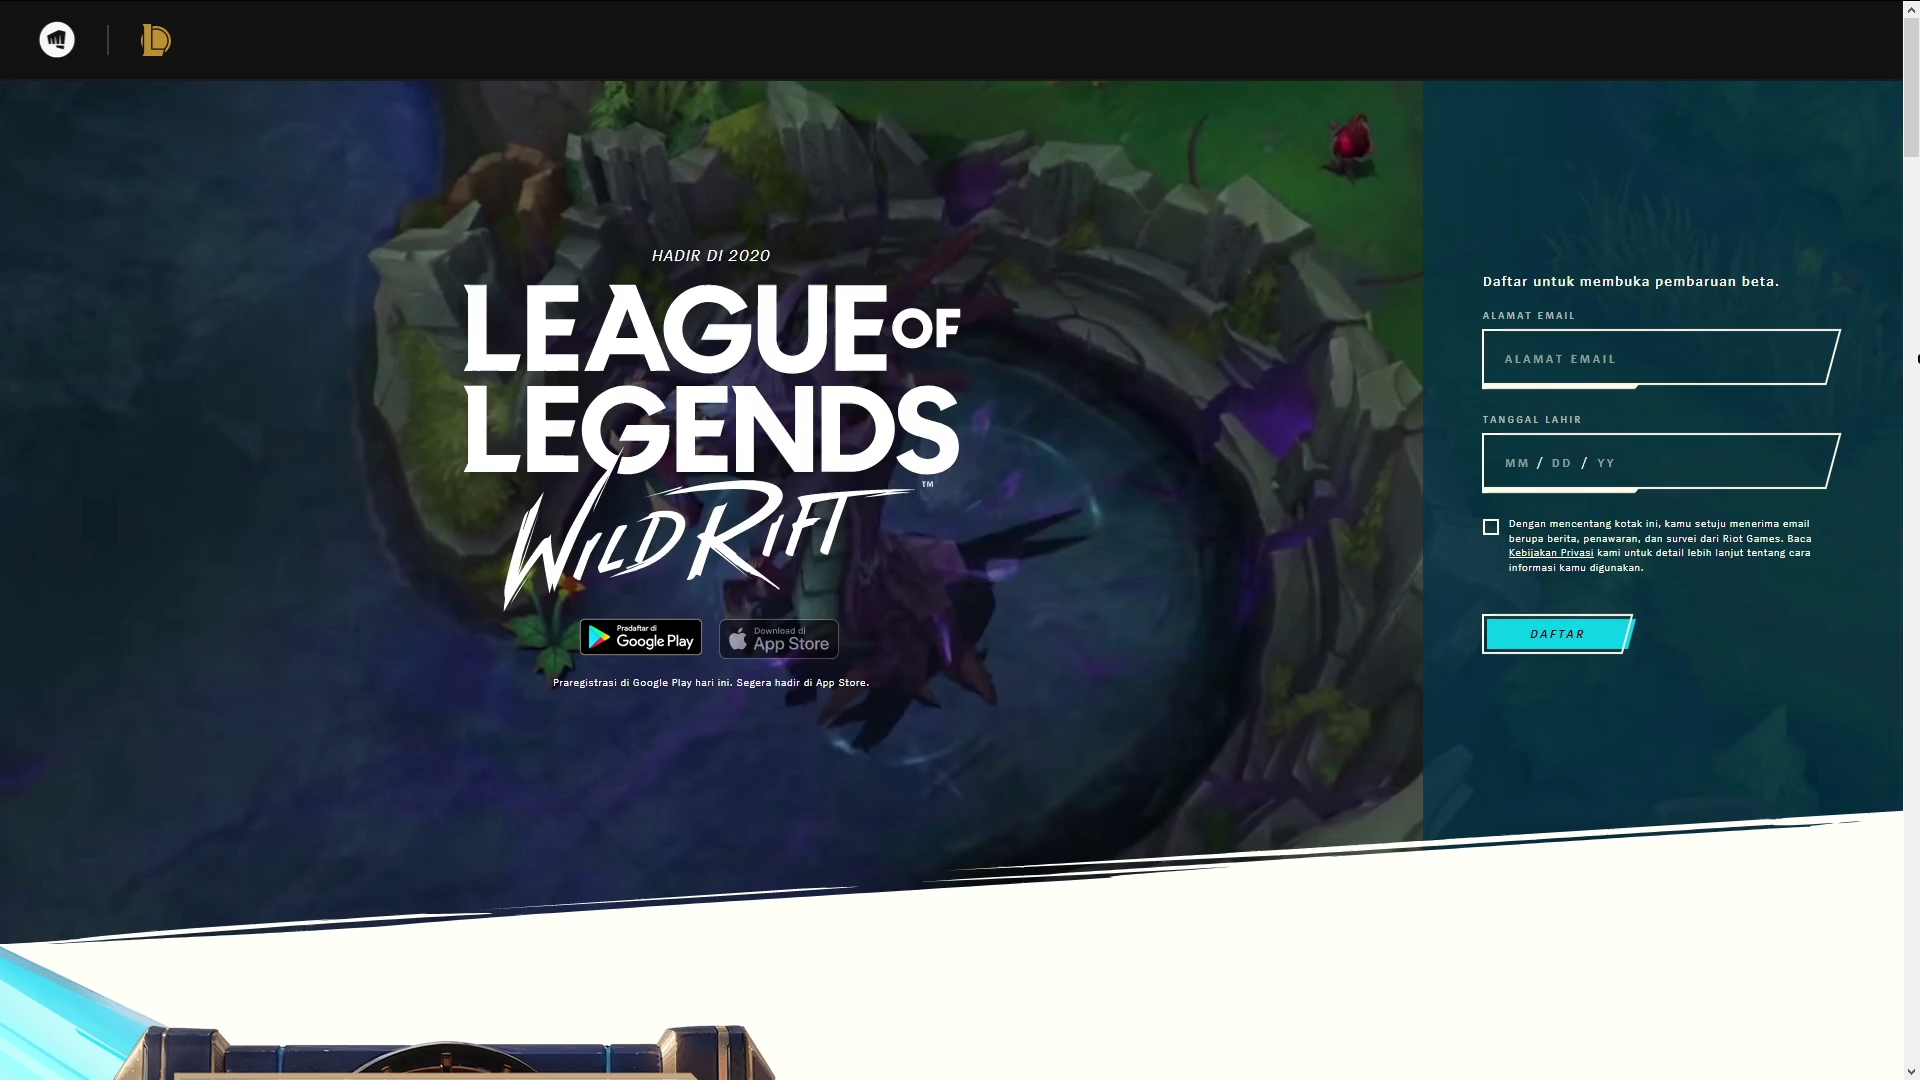 HADIR DI 2020
LEAGUE OF
LEGENDS
WILD RIFT™
Pradaftar di
Google Play
Download di
App Store
Praregistrasi di Google Play hari ini. Segera hadir di App Store.
Daftar untuk membuka pembaruan beta.
ALAMAT EMAIL
ALAMAT EMAIL
TANGGAL LAHIR
MM / DD / YY
Dengan mencentang kotak ini, kamu setuju menerima email
berupa berita, penawaran, dan survei dari Riot Games. Baca
Kebijakan Privasi kami untuk detail lebih lanjut tentang cara
informasi kamu digunakan.
DAFTAR